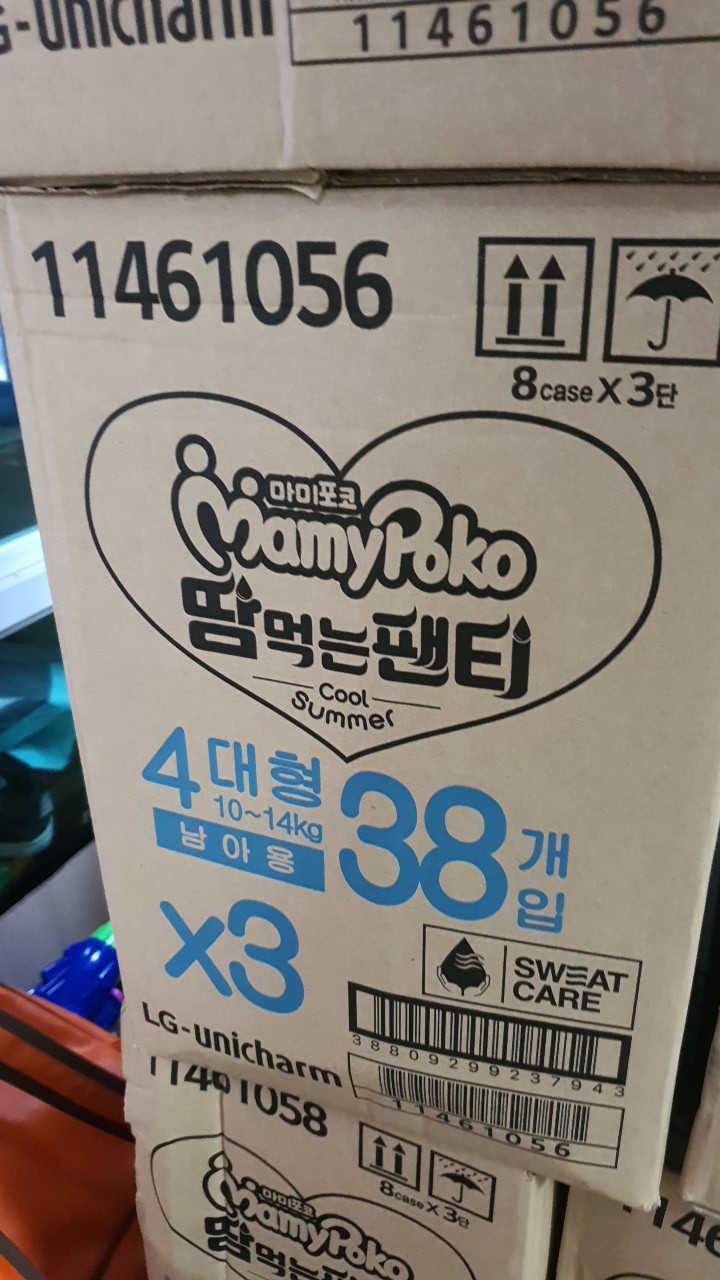 G-unicharm
11461056
11461056
8case X 3단
마미포코
MamyPoko
땀먹는팬티
Cool
Summer
4 대형 38개입
10~14kg
남아용
x3
SWEAT
CARE
LG-unicharm
3880929923794 3
11461056
11461058
8case X 3단
마미포코
MamyPoko
땀먹는팬티